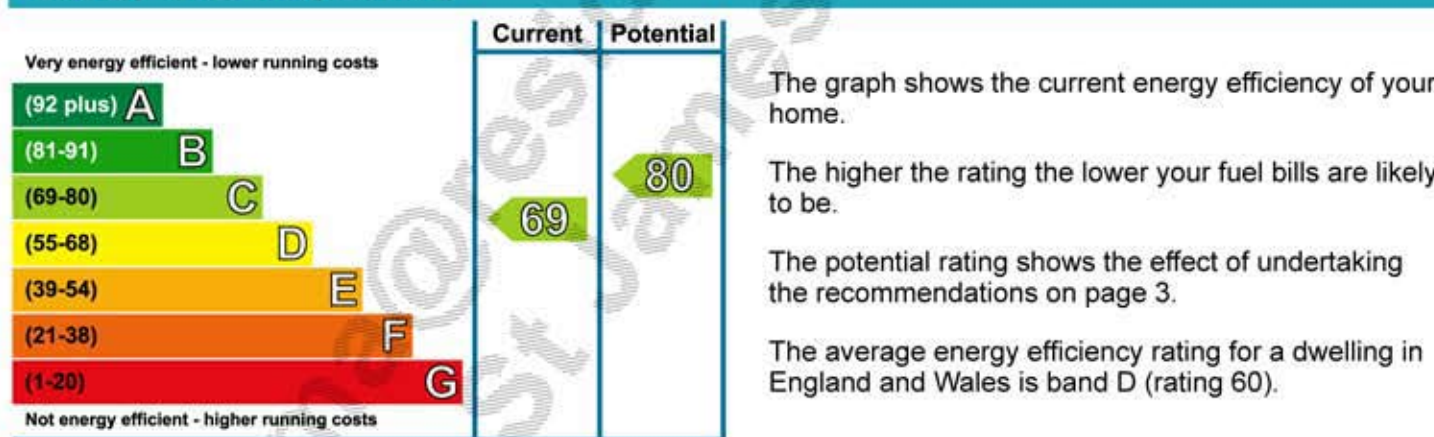 Current Potential
Very energy efficient - lower running costs
(92 plus) A
(81-91) B
(69-80) C
(55-68) D
(39-54) E
(21-38) F
(1-20) G
Not energy efficient - higher running costs
69
80
The graph shows the current energy efficiency of your
home.
The higher the rating the lower your fuel bills are likely
to be.
The potential rating shows the effect of undertaking
the recommendations on page 3.
The average energy efficiency rating for a dwelling in
England and Wales is band D (rating 60).
St James